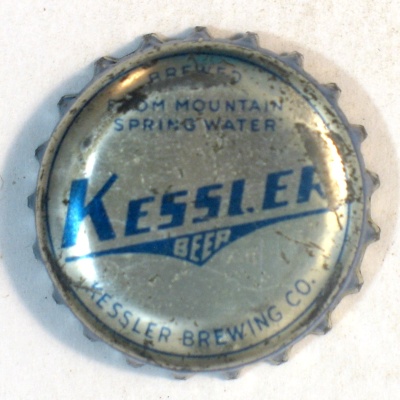 BREWED
FROM MOUNTAIN
SPRING WATER
KESSLER
BEER
KESSLER BREWING CO.